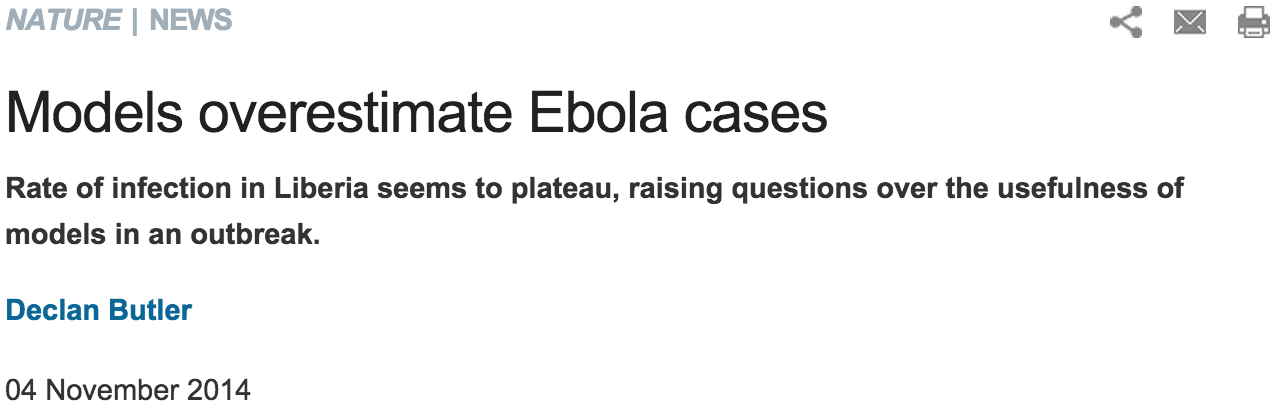 NATURE | NEWS
Models overestimate Ebola cases
Rate of infection in Liberia seems to plateau, raising questions over the usefulness of
models in an outbreak.
Declan Butler
04 November 2014